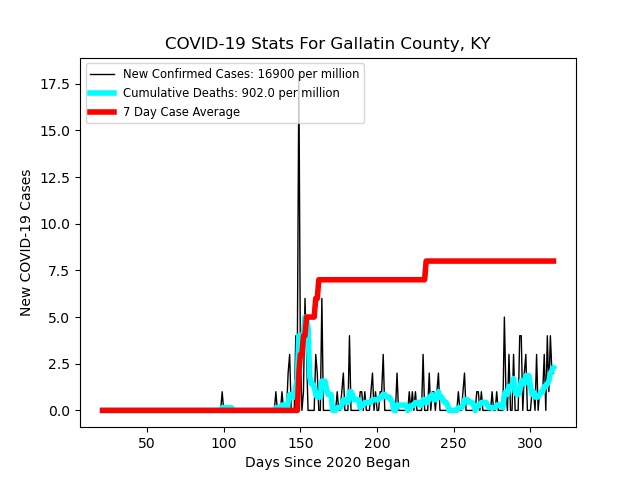 COVID-19 Stats For Gallatin County, KY
New Confirmed Cases: 16900 per million
Cumulative Deaths: 902.0 per million
7 Day Case Average
17.5
15.0
12.5
10.0
7.5
5.0
2.5
0.0
New COVID-19 Cases
50 100 150 200 250 300
Days Since 2020 Began